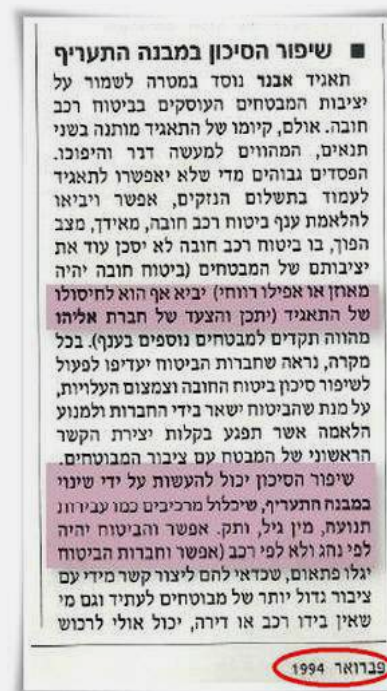 ■ שיפור הסיכון במבנה התעריף
תאגיד אבנר נוסד במטרה לשמור על
יציבות המבטחים העוסקים בביטוח רכב
חובה. אולם, קיומו של התאגיד מותנה בשני
תנאים, המהווים למעשה דבר והיפוכו.
הפסדים גבוהים מדי שלא יאפשרו לתאגיד
לעמוד בתשלום הנזקים, אפשר ויביאו
להלאמת ענף ביטוח רכב חובה, מאידך, מצב
הפוך, בו ביטוח רכב חובה לא יסכן עוד את
יציבותם של המבטחים (ביטוח חובה יהיה
מאוזן או אפילו רווחי) יביא אף הוא לחיסולו
של התאגיד (יתכן והצעד של חברת אליהו
מהווה תקדים למבטחים נוספים בענף). בכל
מקרה, נראה שחברות הביטוח יעדיפו לפעול
לשיפור סיכון ביטוח החובה וצמצום העלויות,
על מנת שהביטוח ישאר בידי החברות ולמנוע
הלאמה אשר תפגע בקלות יצירת הקשר
הראשוני של המבטח עם ציבור המבוטחים.
שיפור הסיכון יכול להעשות על ידי שינוי
במבנה התעריף, שיכלול מרכיבים כמו עבירות
תנועה, מין גיל, ותק. אפשר והביטוח יהיה
לפי נהג ולא לפי רכב (אפשר וחברות הביטוח
יגלו פתאום, שכדאי להם ליצור קשר מידי עם
ציבור גדול יותר של מבוטחים לעתיד וגם מי
שאין בידו רכב או דירה, יכול אולי לרכוש
פברואר 1994